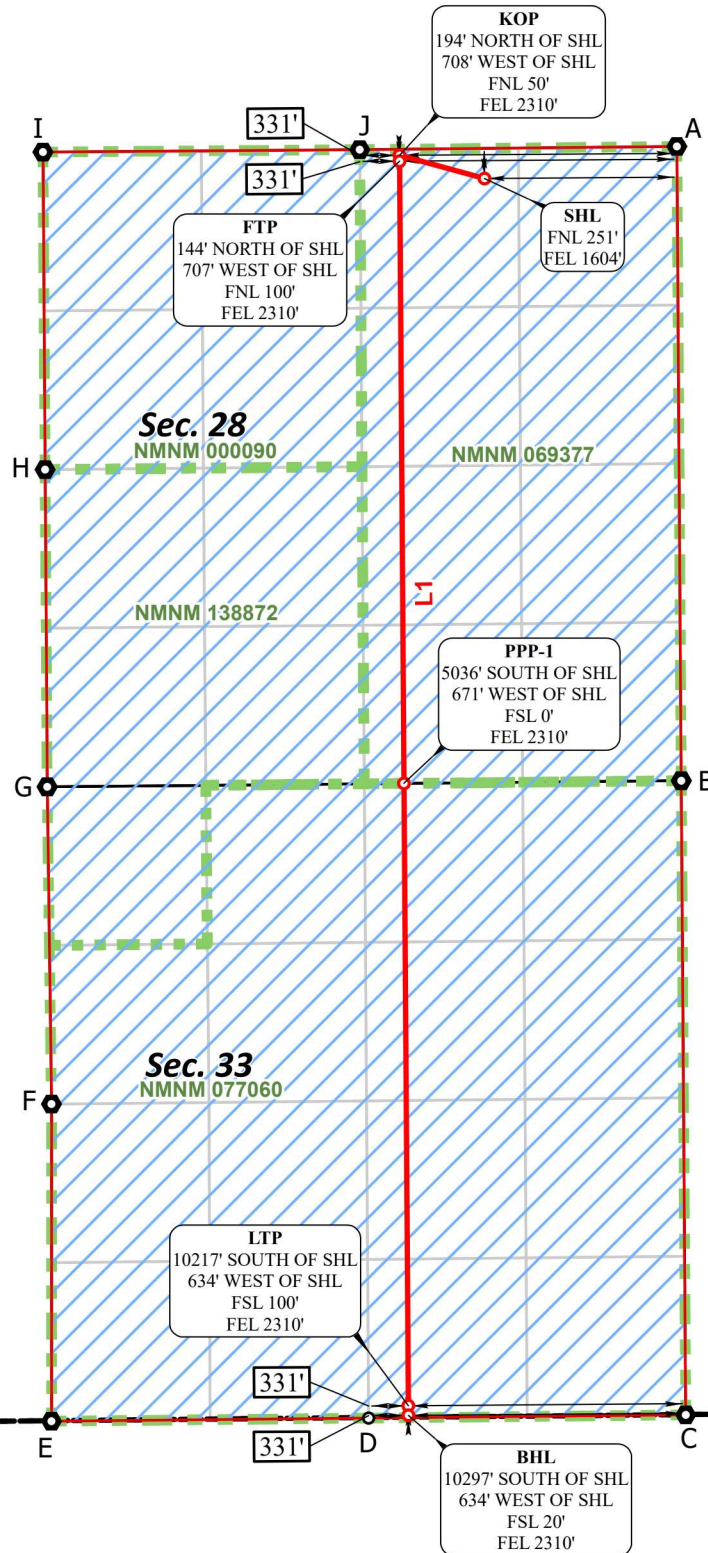 KOP
194' NORTH OF SHL
708' WEST OF SHL
FNL 50'
FEL 2310'
331'
I
J
A
331'
FTP
144' NORTH OF SHL
707' WEST OF SHL
FNL 100'
FEL 2310'
SHL
FNL 251'
FEL 1604'
Sec. 28
NMNM 000090
NMNM 069377
H
L1
NMNM 138872
PPP-1
5036' SOUTH OF SHL
671' WEST OF SHL
FSL 0'
FEL 2310'
G
B
Sec. 33
NMNM 077060
F
LTP
10217' SOUTH OF SHL
634' WEST OF SHL
FSL 100'
FEL 2310'
331'
331'
E
D
C
BHL
10297' SOUTH OF SHL
634' WEST OF SHL
FSL 20'
FEL 2310'